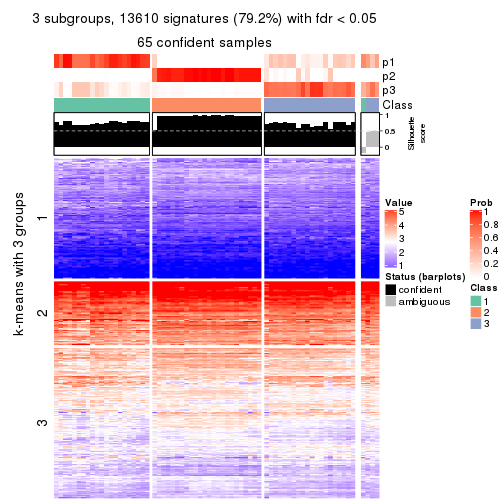 3 subgroups, 13610 signatures (79.2%) with fdr < 0.05
65 confident samples
p1
p2
p3
Class
1
0.5
0
Silhouette
score
k-means with 3 groups
1
2
3
Value
5
4
3
2
1
Status (barplots)
confident
ambiguous
Prob
1
0.8
0.6
0.4
0.2
0
Class
1
2
3